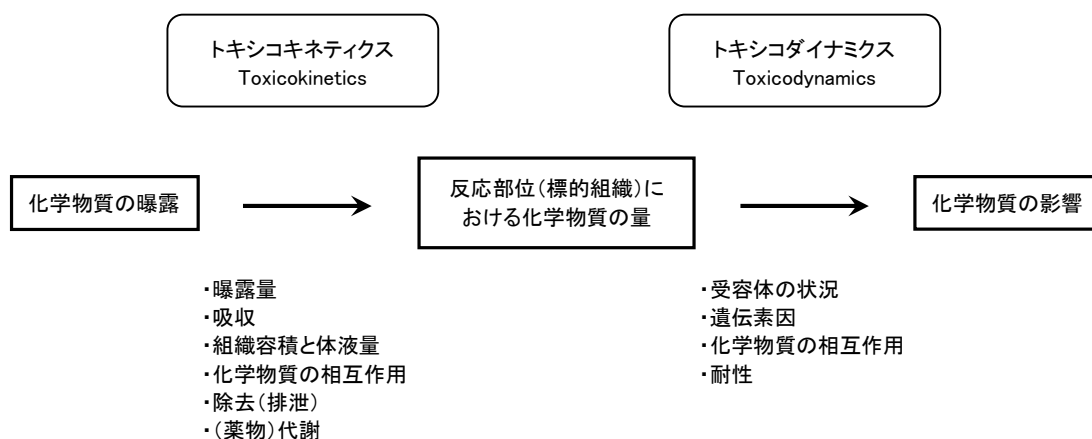 トキシコキネティクス
Toxicokinetics
トキシコダイナミクス
Toxicodynamics
化学物質の曝露
反応部位(標的組織)に
おける化学物質の量
化学物質の影響
・曝露量
・吸収
・組織容積と体液量
・化学物質の相互作用
・除去(排泄)
・(薬物)代謝
・受容体の状況
・遺伝素因
・化学物質の相互作用
・耐性